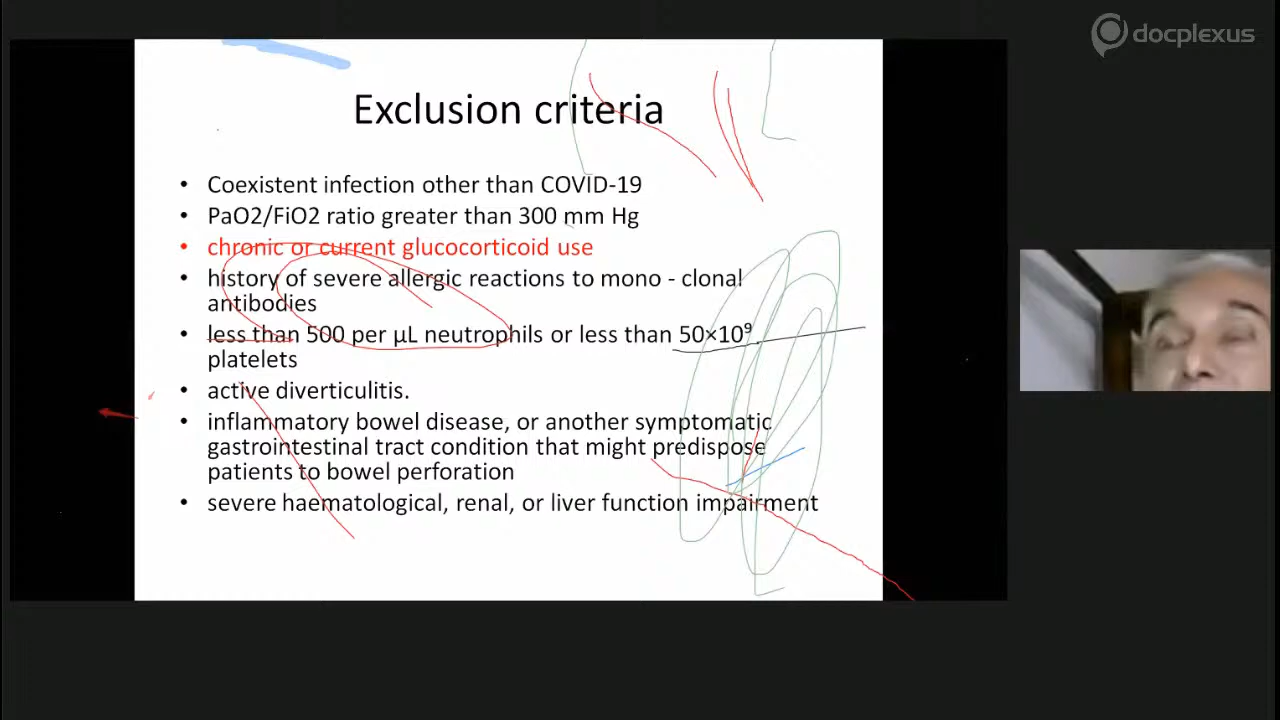 docplexus
Exclusion criteria
• Coexistent infection other than COVID-19
• PaO2/FiO2 ratio greater than 300 mm Hg
• chronic or current glucocorticoid use
• history of severe allergic reactions to mono - clonal
antibodies
• less than 500 per µL neutrophils or less than 50×10⁹
platelets
• active diverticulitis.
• inflammatory bowel disease, or another symptomatic
gastrointestinal tract condition that might predispose
patients to bowel perforation
• severe haematological, renal, or liver function impairment